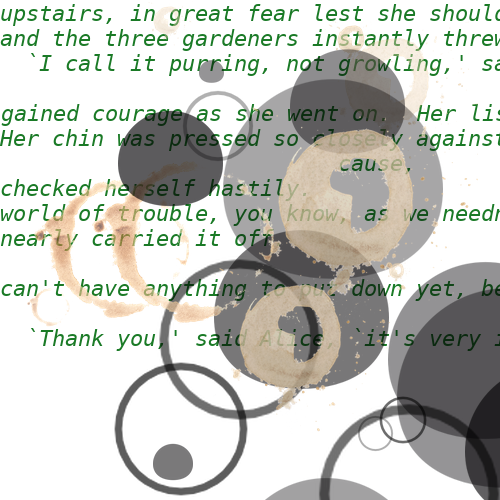 upstairs, in great fear lest she should
and the three gardeners instantly threw
`I call it purring, not growling,' sa
gained courage as she went on. Her lis
Her chin was pressed so closely against
cause,
checked herself hastily.
world of trouble, you know, as we needn
nearly carried it off
can't have anything to put down yet, be
`Thank you,' said Alice, `it's very i